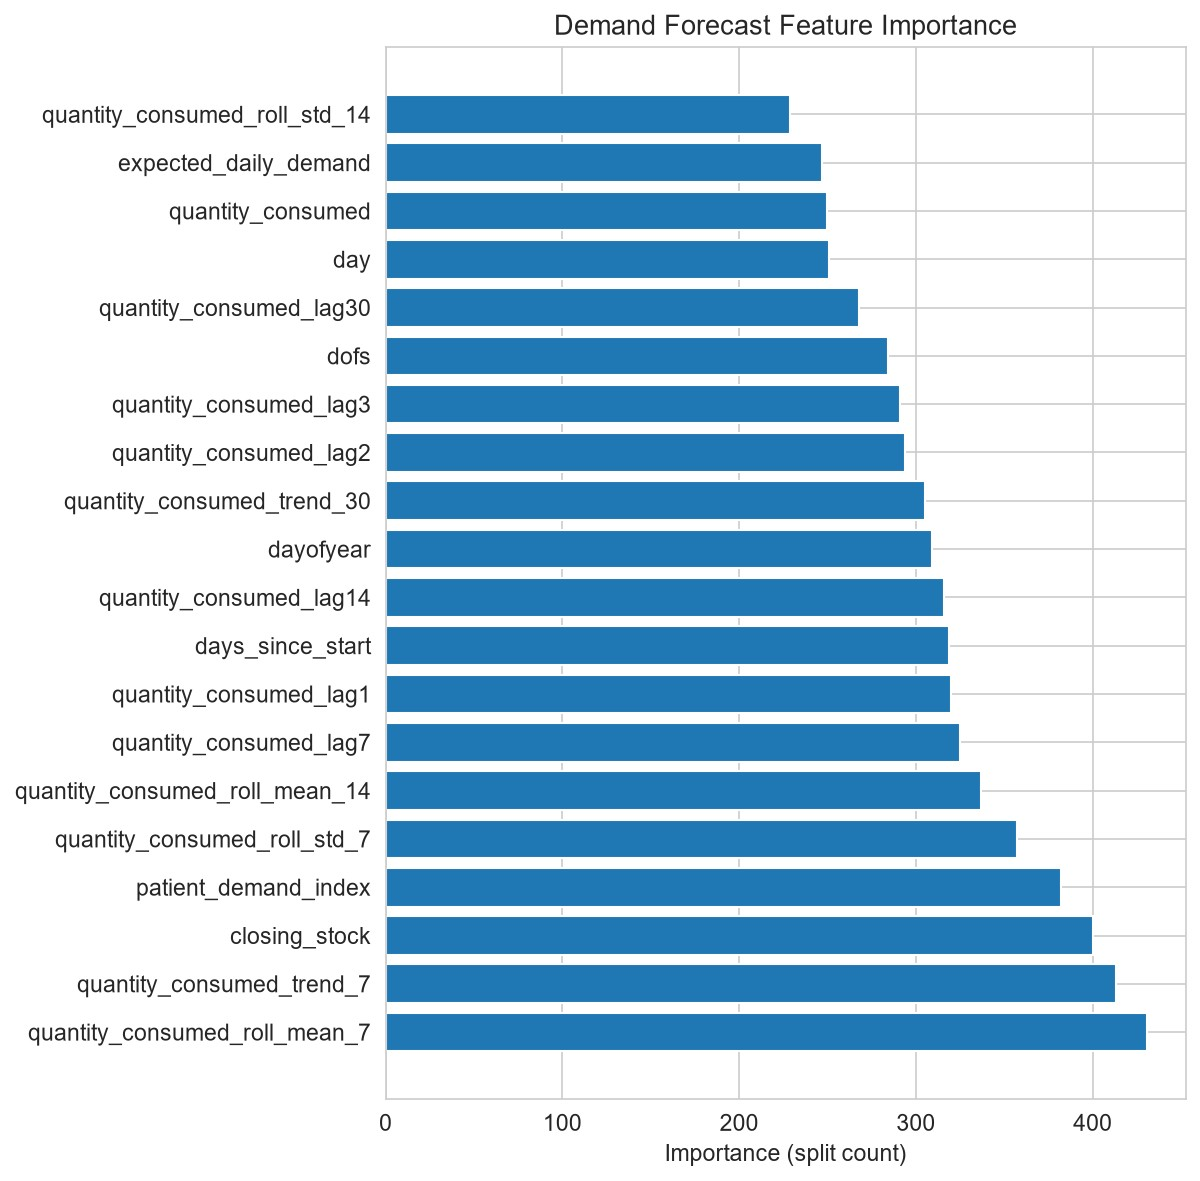 Demand Forecast Feature Importance
quantity_consumed_roll_std_14
expected_daily_demand
quantity_consumed
day
quantity_consumed_lag30
dofs
quantity_consumed_lag3
quantity_consumed_lag2
quantity_consumed_trend_30
dayofyear
quantity_consumed_lag14
days_since_start
quantity_consumed_lag1
quantity_consumed_lag7
quantity_consumed_roll_mean_14
quantity_consumed_roll_std_7
patient_demand_index
closing_stock
quantity_consumed_trend_7
quantity_consumed_roll_mean_7
0 100 200 300 400
Importance (split count)